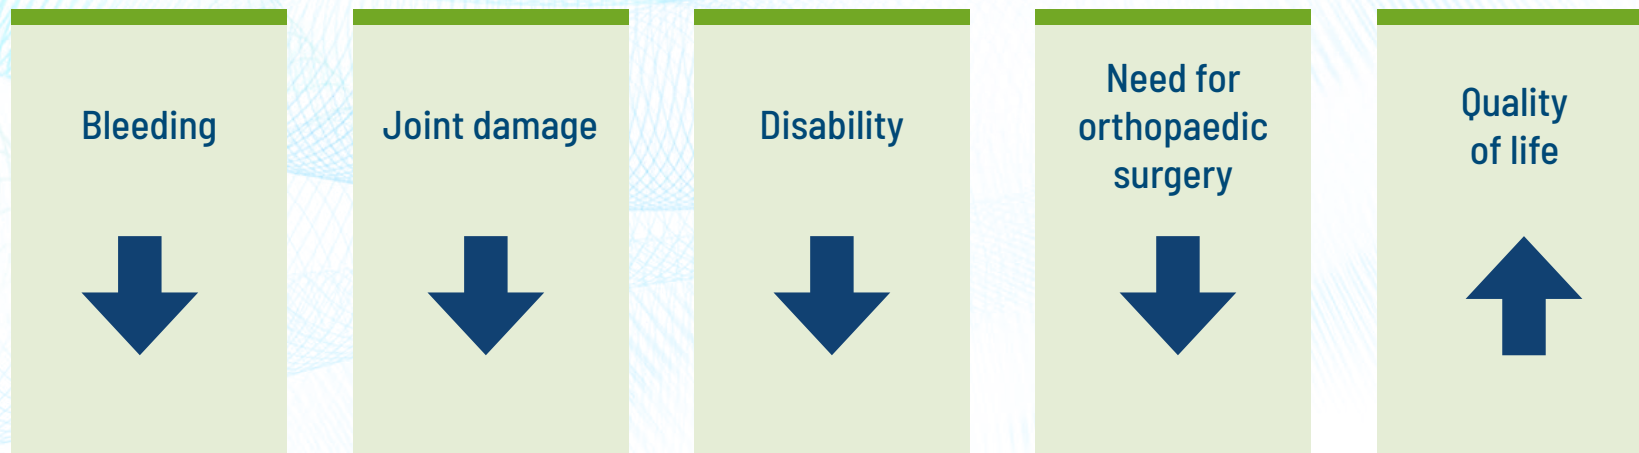 Bleeding
Joint damage
Disability
Need for
orthopaedic
surgery
Quality
of life